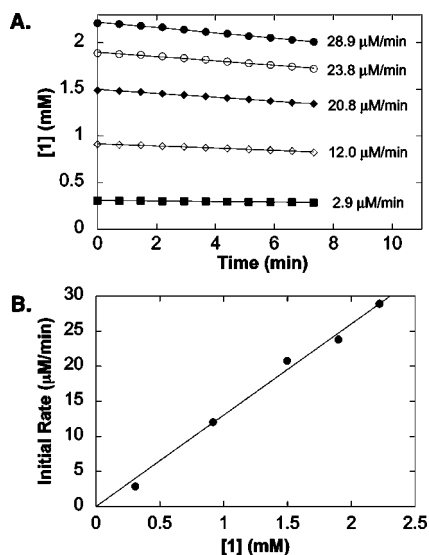 A.
[1] (mM)
2
1.5
1
0.5
0
28.9 µM/min
23.8 µM/min
20.8 µM/min
12.0 µM/min
2.9 µM/min
0 2 4 6 8 10
Time (min)
B.
Initial Rate (µM/min)
30
25
20
15
10
5
0
0 0.5 1 1.5 2 2.5
[1] (mM)